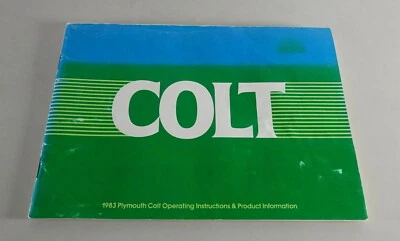 COLT
1983 Plymouth Colt Operating Instructions & Product Information